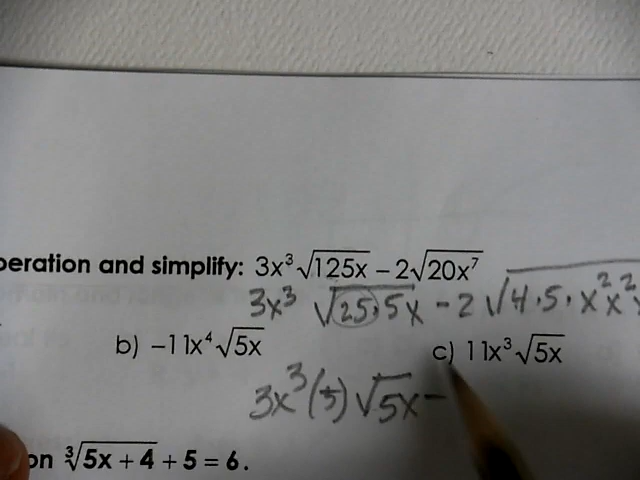 peration and simplify: 3x³√125x − 2√20x⁷
3x³ √25·5x − 2 √4·5·x²x²
b) −11x⁴√5x c) 11x³√5x
3x³(5)√5x −
on ∛5x + 4 + 5 = 6.